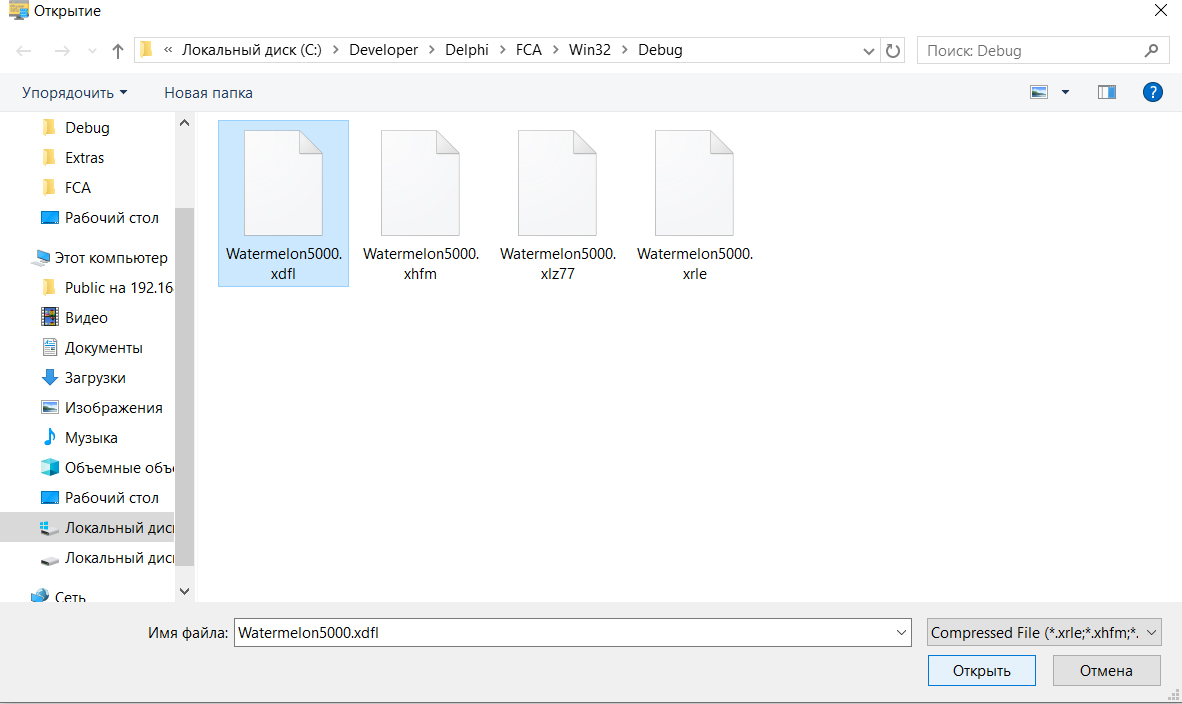 Открытие
« Локальный диск (C:) > Developer > Delphi > FCA > Win32 > Debug
Поиск: Debug
Упорядочить
Новая папка
?
Debug
Extras
FCA
Рабочий стол
Этот компьютер
Public на 192.16
Видео
Документы
Загрузки
Изображения
Музыка
Объемные объ
Рабочий стол
Локальный дис
Локальный дис
Сеть
Watermelon5000.
xdfl
Watermelon5000.
xhfm
Watermelon5000.
xlz77
Watermelon5000.
xrle
Имя файла:
Watermelon5000.xdfl
Compressed File (*.xrle;*.xhfm;*.
Открыть
Отмена